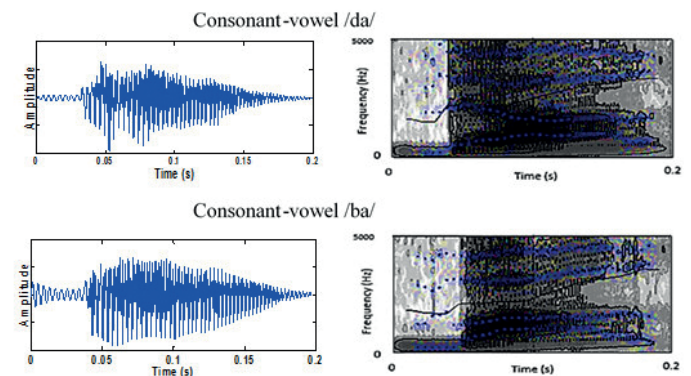 Consonant-vowel /da/
Amplitude
0 0.05 0.1 0.15 0.2
Time (s)
5000
Frequency (Hz)
0
0 0.2
Time (s)
Consonant-vowel /ba/
Amplitude
0 0.05 0.1 0.15 0.2
Time (s)
5000
Frequency (Hz)
0
0 0.2
Time (s)